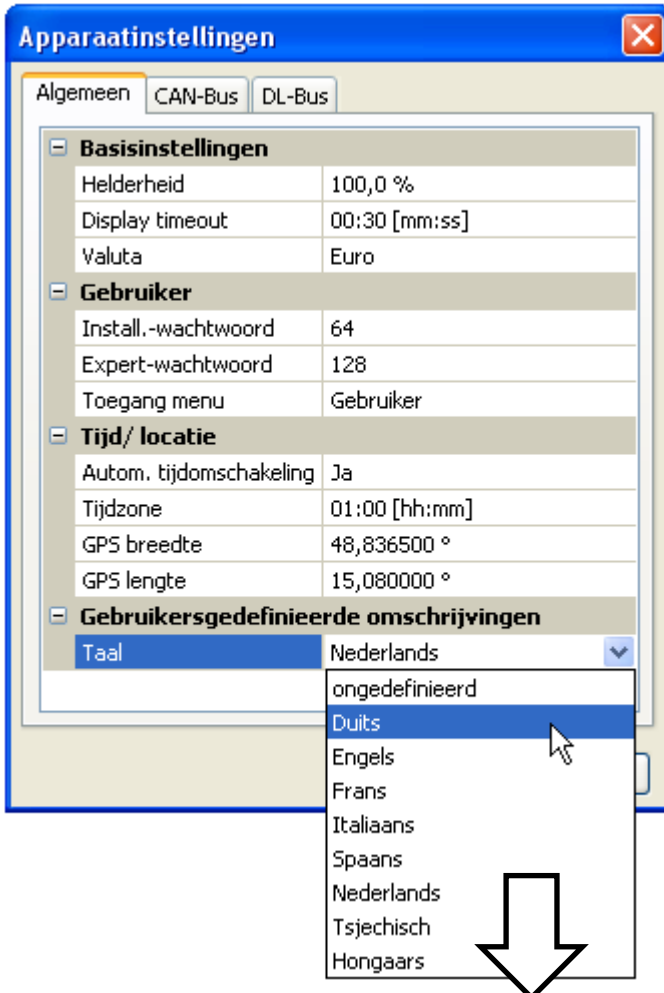 Apparaatinstellingen
Algemeen CAN-Bus DL-Bus
Basisinstellingen
Helderheid 100,0 %
Display timeout 00:30 [mm:ss]
Valuta Euro
Gebruiker
Install.-wachtwoord 64
Expert-wachtwoord 128
Toegang menu Gebruiker
Tijd/ locatie
Autom. tijdomschakeling Ja
Tijdzone 01:00 [hh:mm]
GPS breedte 48,836500 °
GPS lengte 15,080000 °
Gebruikersgedefinieerde omschrijvingen
Taal Nederlands
ongedefinieerd
Duits
Engels
Frans
Italiaans
Spaans
Nederlands
Tsjechisch
Hongaars